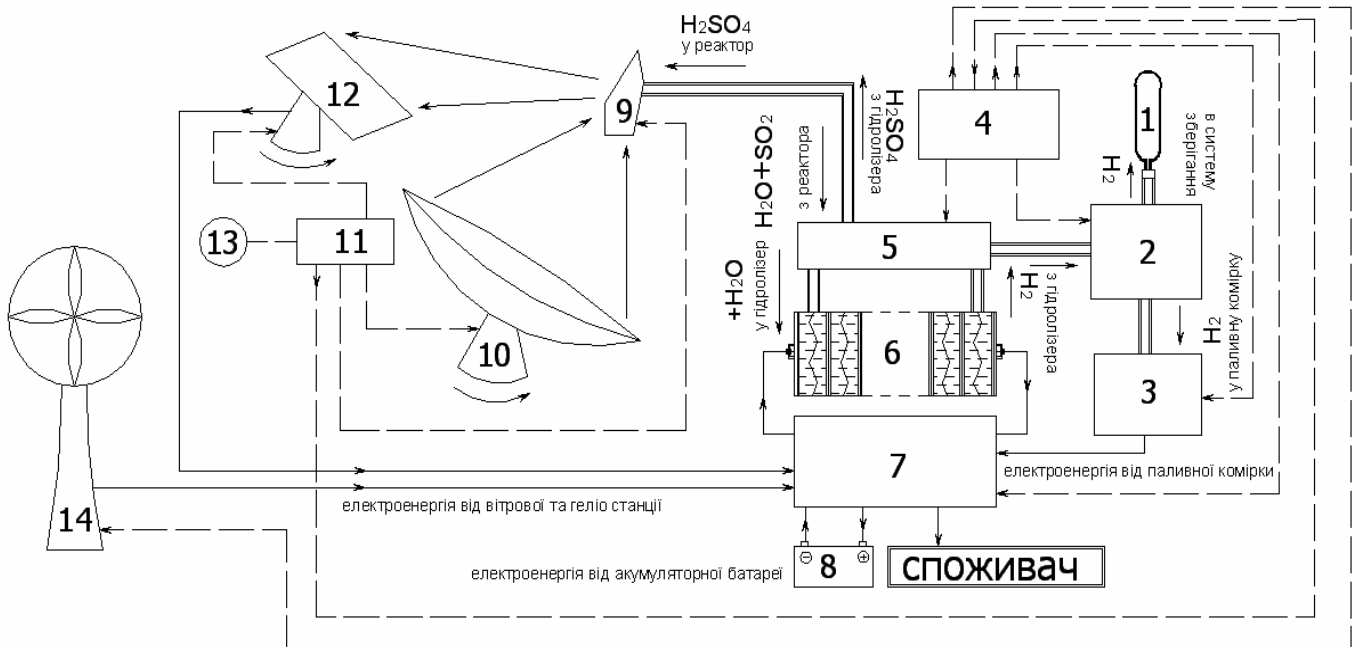 H₂SO₄
у реактор
12
9
H₂SO₄
з гідролізера
H₂O+SO₂
з реактора
4
1
в систему
зберігання
H₂
13
11
5
2
+H₂O
у гідролізер
H₂
з гідролізера
H₂
у паливну комірку
10
6
3
7
електроенергія від паливної комірки
14
електроенергія від вітрової та геліо станції
електроенергія від акумуляторної батареї
8
споживач